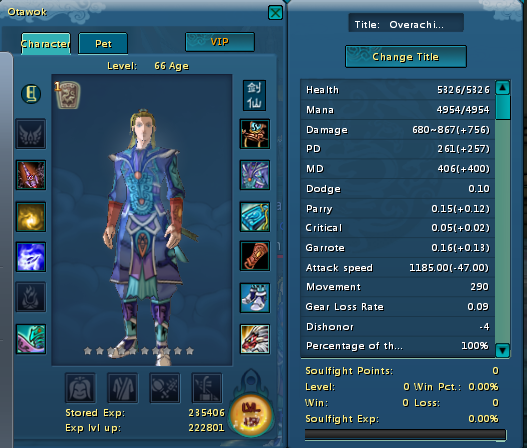 Otawok
Character
Pet
VIP
Level: 66 Age
1
剑仙
Stored Exp: 235406
Exp lvl up: 222801
Title: Overachi...
Change Title
Health 5326/5326
Mana 4954/4954
Damage 680~867(+756)
PD 261(+257)
MD 406(+400)
Dodge 0.10
Parry 0.15(+0.12)
Critical 0.05(+0.02)
Garrote 0.16(+0.13)
Attack speed 1185.00(-47.00)
Movement 290
Gear Loss Rate 0.09
Dishonor -4
Percentage of th... 100%
Soulfight Points: 0
Level: 0 Win Pct.: 0.00%
Win: 0 Loss: 0
Soulfight Exp: 0.00%